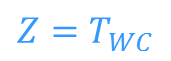 Z = T_{WC}